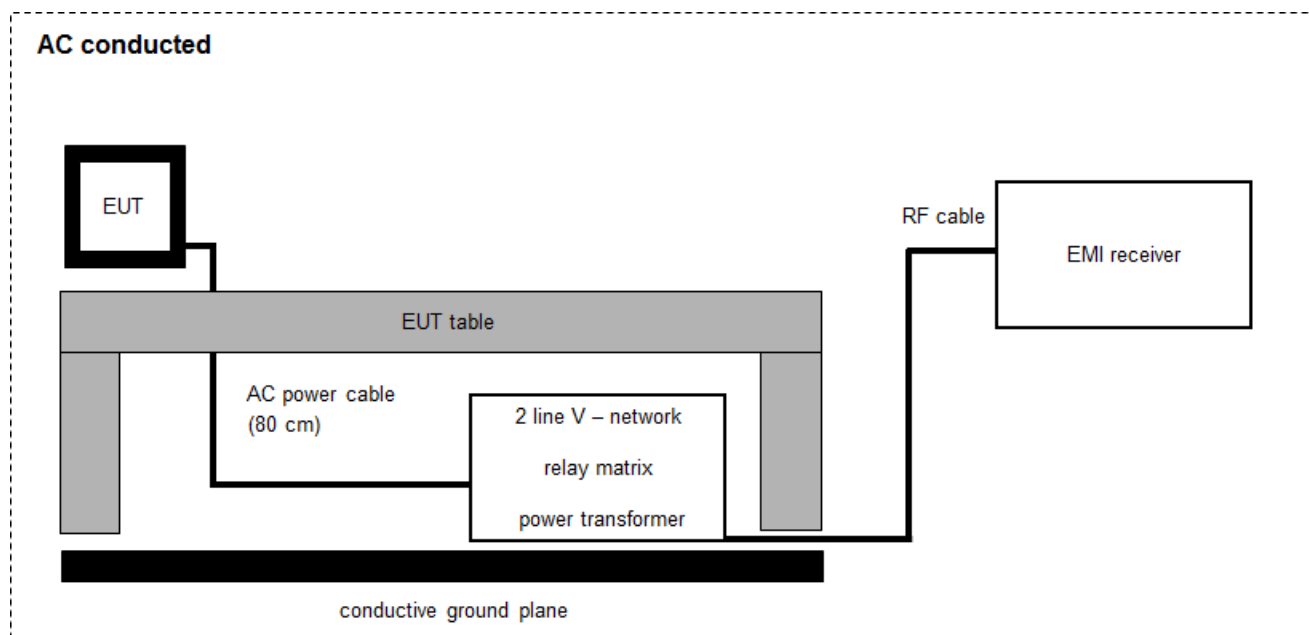 AC conducted
EUT
RF cable
EMI receiver
EUT table
AC power cable
(80 cm)
2 line V – network
relay matrix
power transformer
conductive ground plane